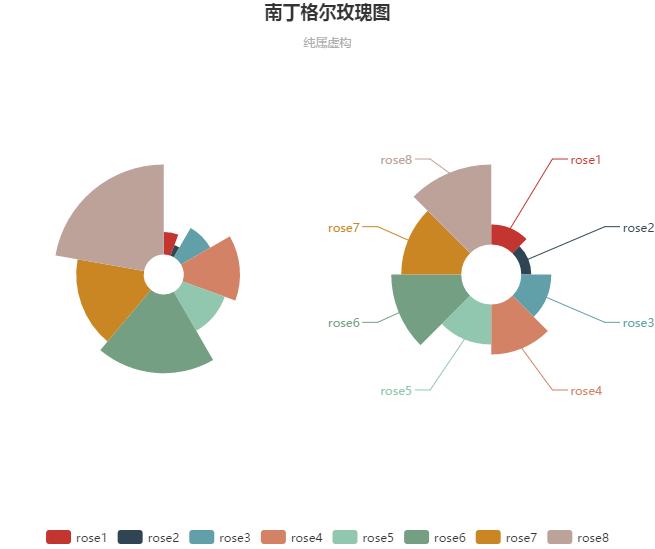 南丁格尔玫瑰图
纯属虚构
rose8
rose1
rose7
rose2
rose6
rose3
rose5
rose4
rose1 rose2 rose3 rose4 rose5 rose6 rose7 rose8